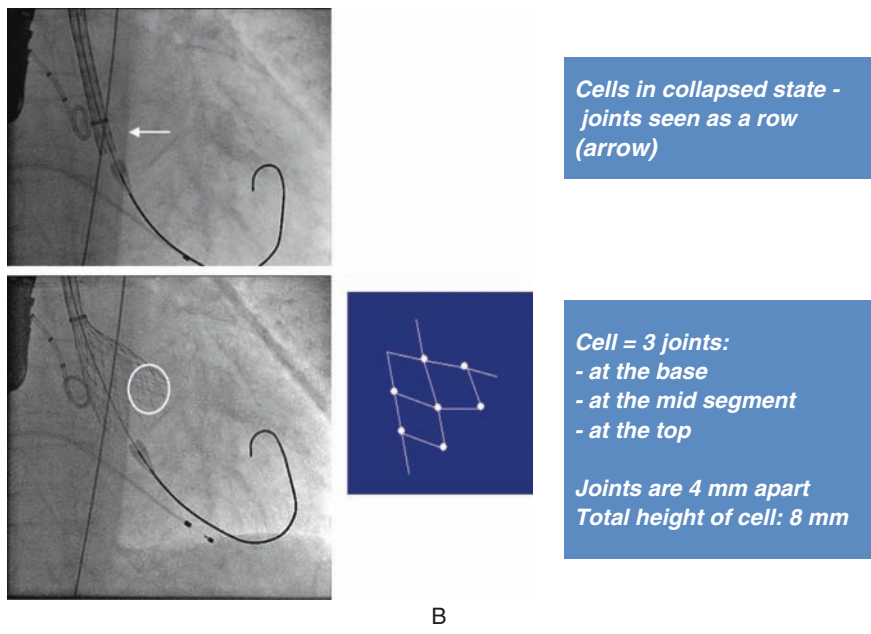 Cells in collapsed state -
joints seen as a row
(arrow)
Cell = 3 joints:
- at the base
- at the mid segment
- at the top
Joints are 4 mm apart
Total height of cell: 8 mm
B